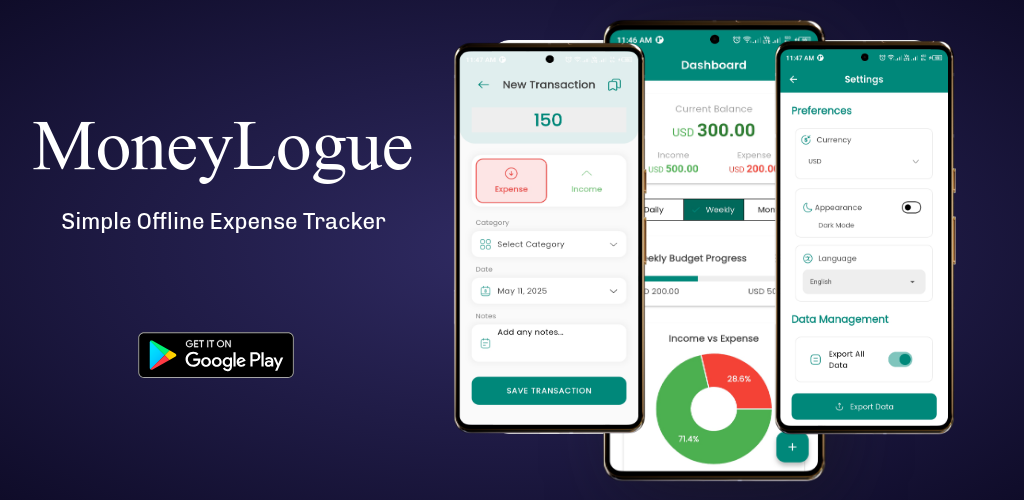 MoneyLogue
Simple Offline Expense Tracker
GET IT ON
Google Play
New Transaction
150
Expense
Income
Category
Select Category
Date
May 11, 2025
Notes
Add any notes...
SAVE TRANSACTION
11:46 AM
Dashboard
Current Balance
USD 300.00
Income
Expense
USD 500.00
USD 200.0
Daily
Weekly
Mon
ekly Budget Progress
D 200.00
USD 50
Income vs Expense
28.6%
71.4%
+
11:47 AM
Settings
Preferences
Currency
USD
Appearance
Dark Mode
Language
English
Data Management
Export All
Data
Export Data